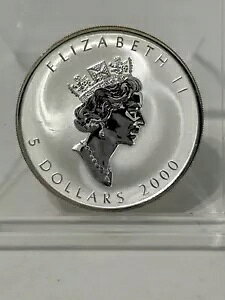 ELIZABETH II
5 DOLLARS 2000